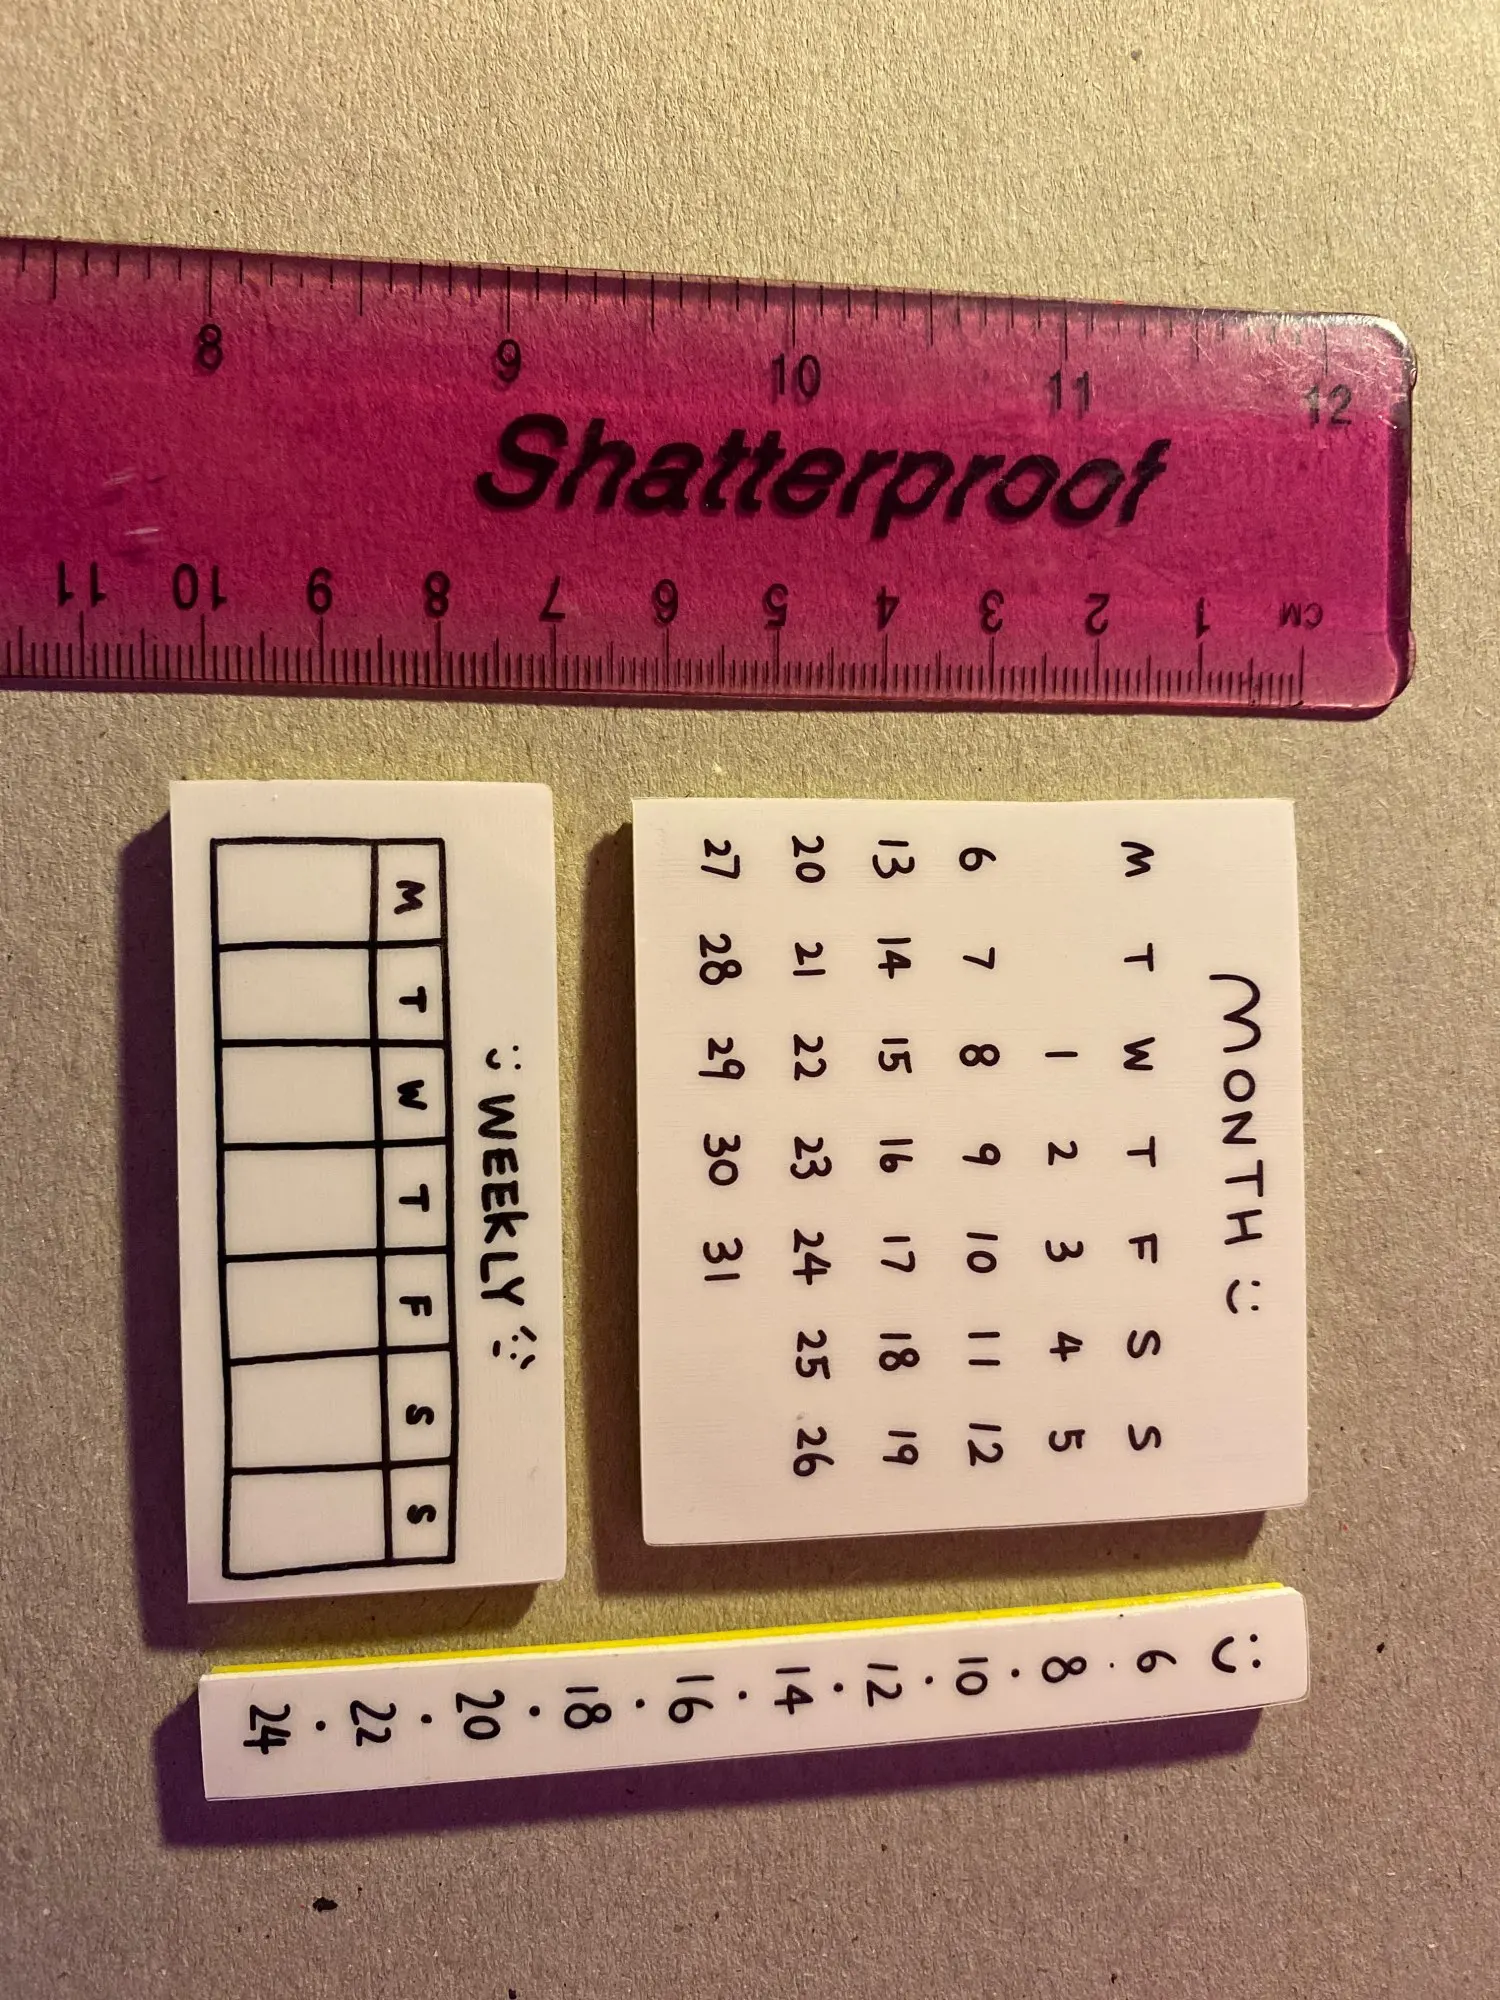 8 9 10 11 12
Shatterproof
11 10 9 8 7 6 5 4 3 2 1 CM
WEEKLY
M T W T F S S
MONTH
M T W T F S S
1 2 3 4 5
6 7 8 9 10 11 12
13 14 15 16 17 18 19
20 21 22 23 24 25 26
27 28 29 30 31
6 · 8 · 10 · 12 · 14 · 16 · 18 · 20 · 22 · 24